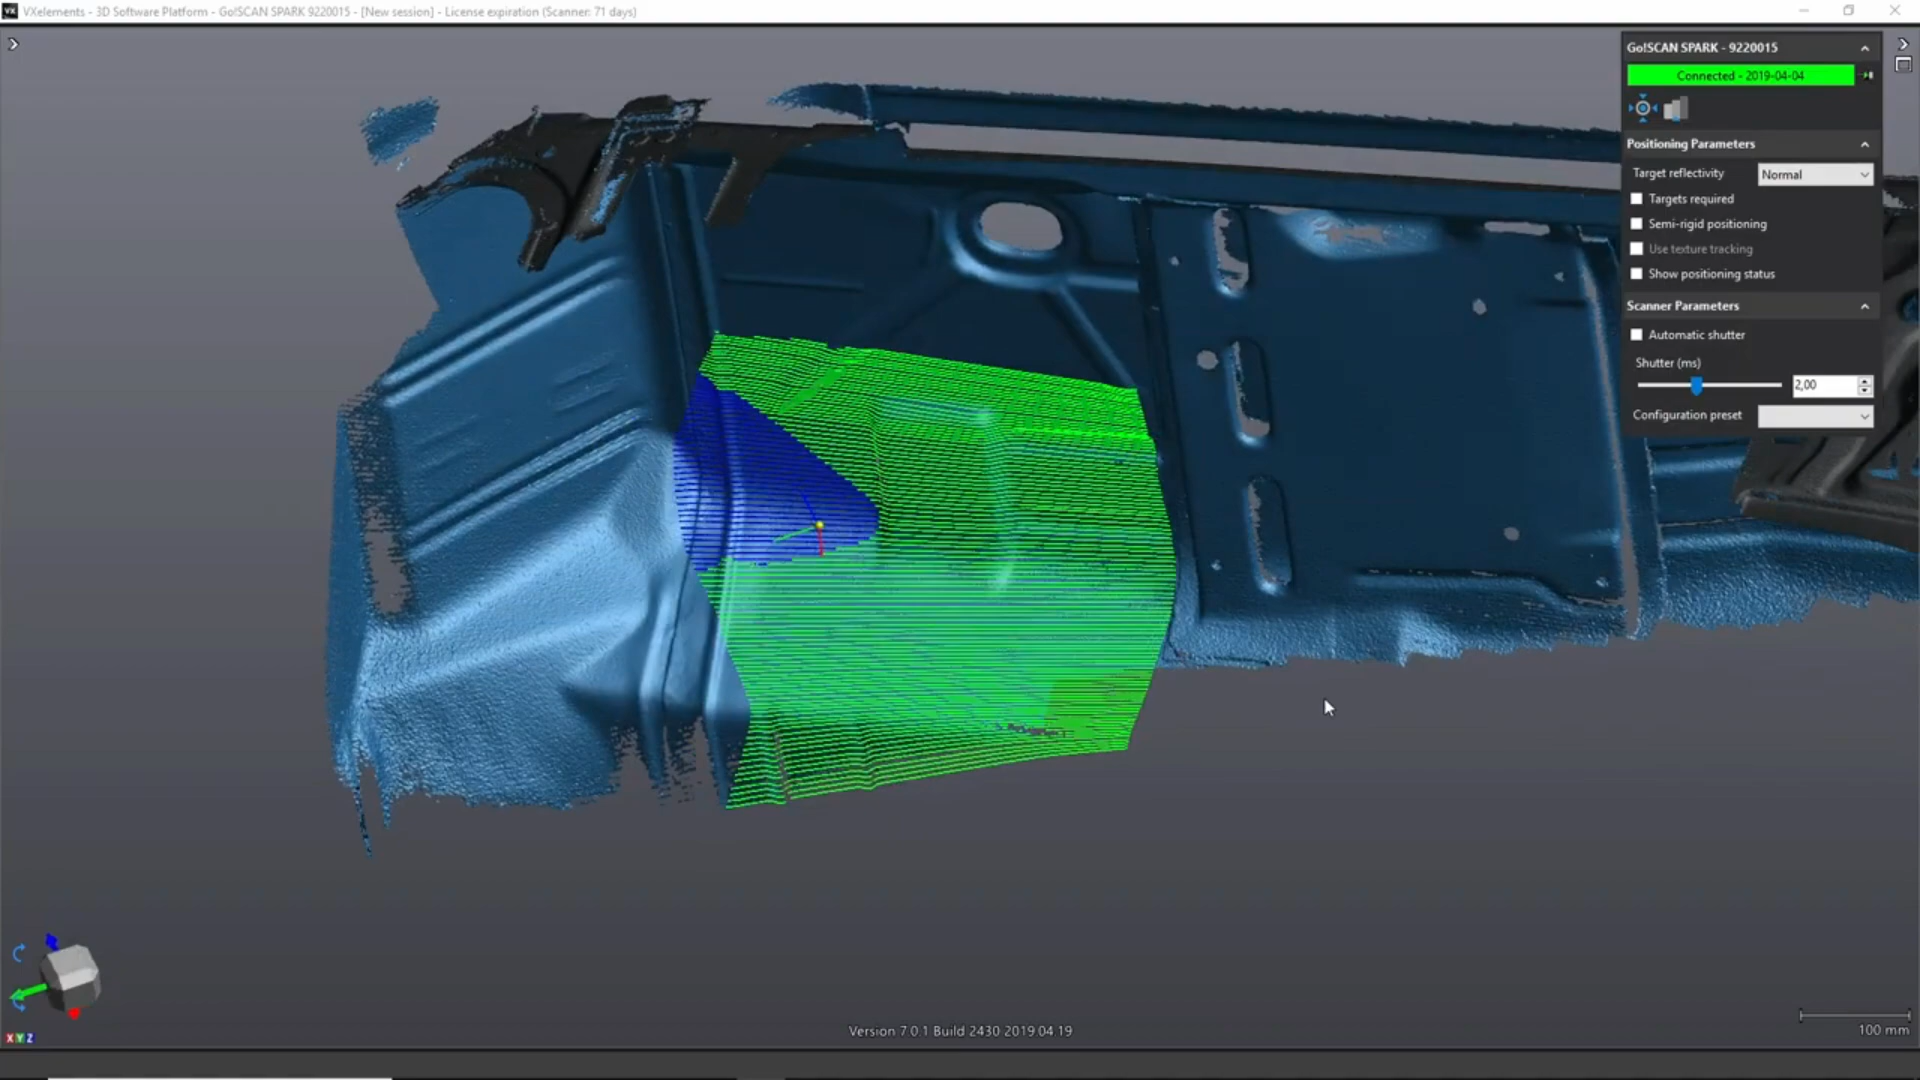 VX VXelements - 3D Software Platform - Go!SCAN SPARK 9220015 - [New session] - License expiration (Scanner: 71 days)
Go!SCAN SPARK - 9220015
Connected - 2019-04-04
Positioning Parameters
Target reflectivity Normal
Targets required
Semi-rigid positioning
Use texture tracking
Show positioning status
Scanner Parameters
Automatic shutter
Shutter (ms)
2,00
Configuration preset
X Y Z
Version 7.0.1 Build 2430 2019.04.19
100 mm